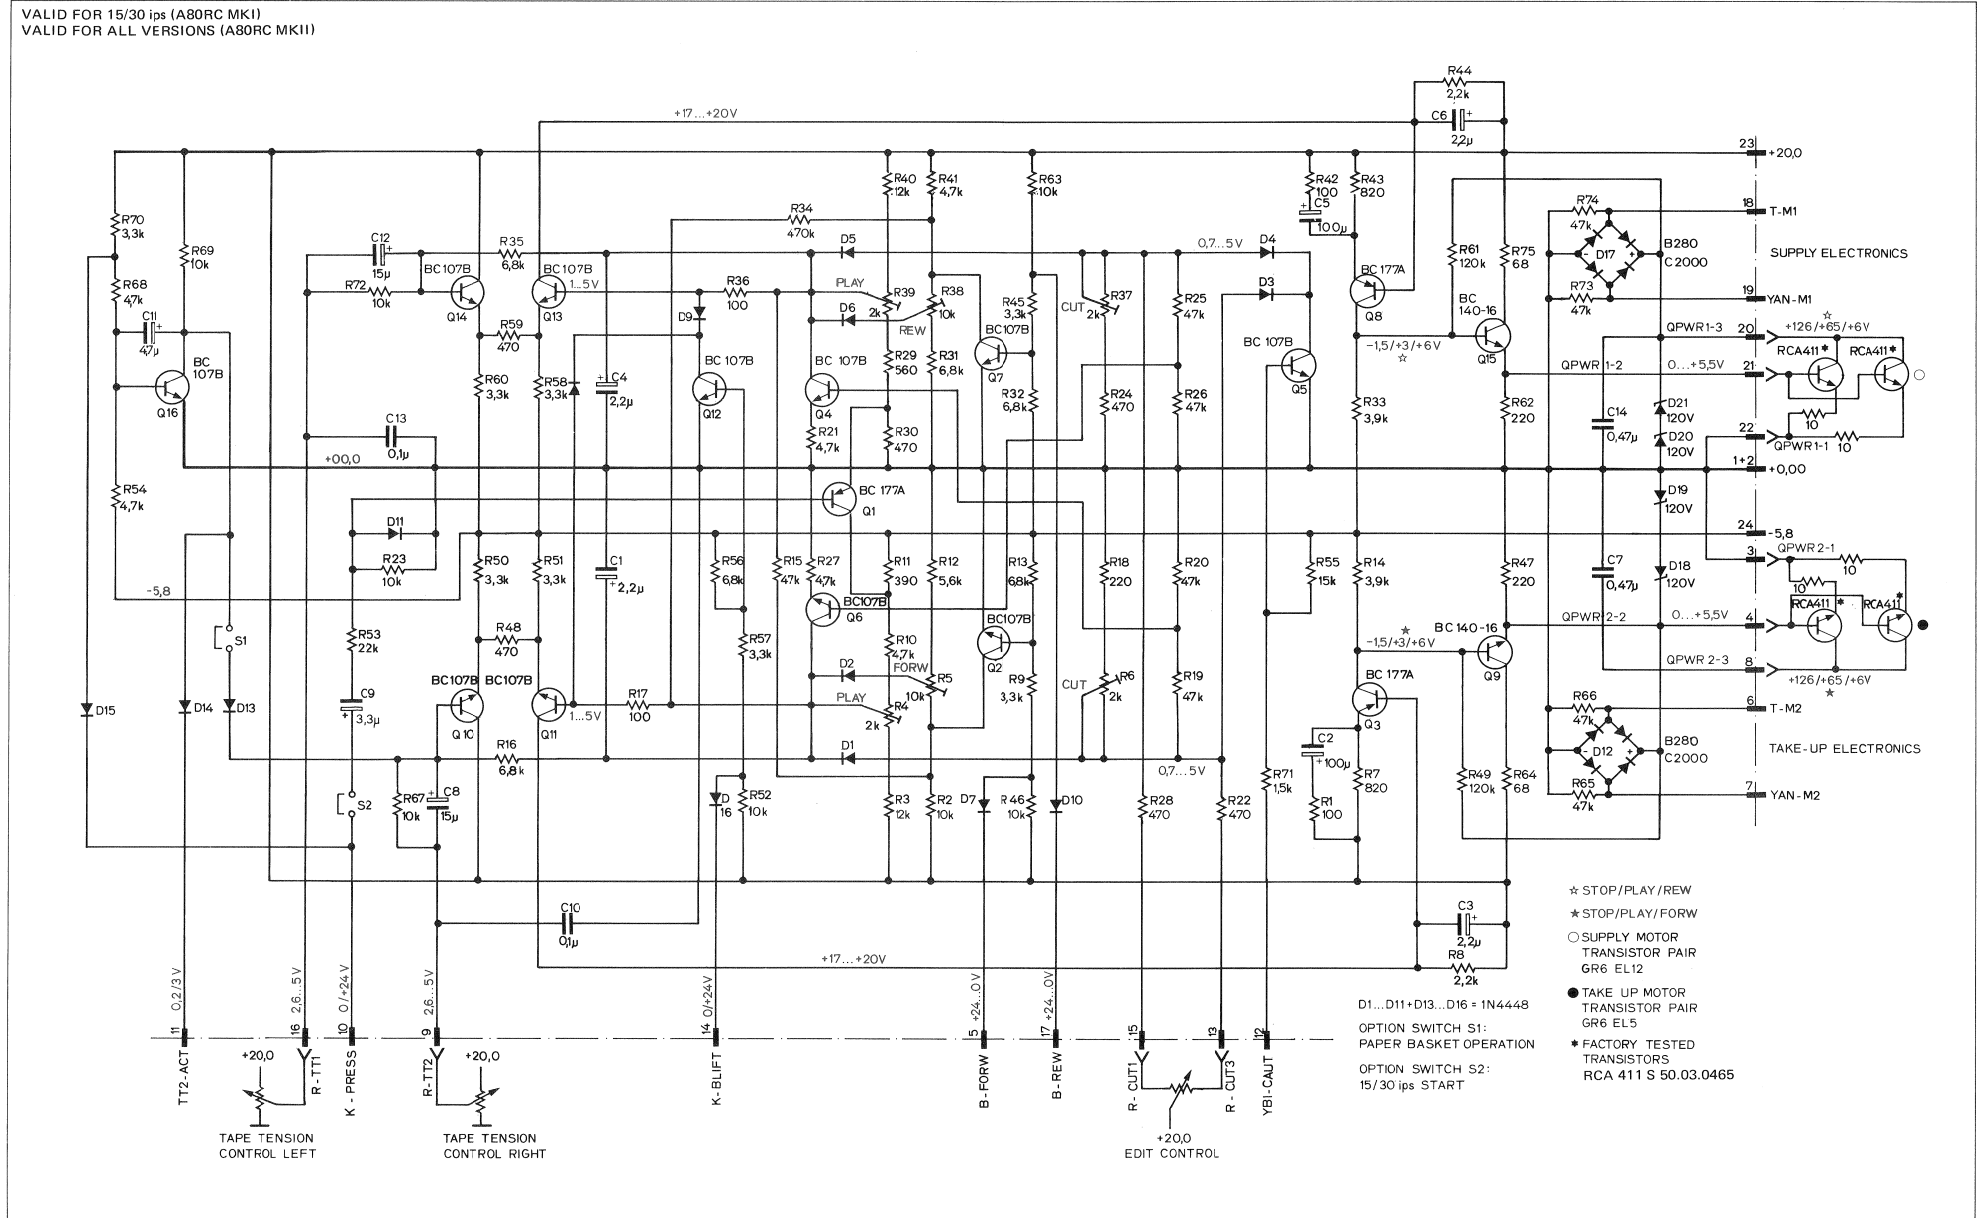 VALID FOR 15/30 ips (A80RC MKI)
VALID FOR ALL VERSIONS (A80RC MKII)
R44
2,2k
C6
+
2,2µ
+17...+20V
23
+20,0
R70
3,3k
R69
10k
R68
4,7k
C11
+
4,7µ
BC
107B
Q16
R54
4,7k
C12
+
15µ
R72
10k
BC107B
Q14
R35
6,8k
BC107B
1...5V
Q13
R59
470
R60
3,3k
R58
3,3k
C13
0,1µ
+00,0
D11
R23
10k
-5,8
C4
+
2,2µ
C1
+
2,2µ
R36
100
D9
BC 107B
Q12
R34
470k
D5
PLAY
D6
REW
R40
12k
R41
4,7k
R39
2k
R38
10k
R29
560
R31
6,8k
BC 107B
Q4
R21
4,7k
R30
470
BC 177A
Q1
R63
10k
R45
3,3k
BC107B
Q7
R32
6,8k
CUT
R37
2k
R25
47k
R24
470
R26
47k
0,7...5V
D4
D3
BC 107B
Q5
R42
100
C5
+
100µ
R43
820
BC 177A
Q8
-1,5/+3/+6V
☆
R33
3,9k
R61
120k
R75
68
BC
140-16
Q15
R62
220
R74
47k
D17
-
+
R73
47k
B280
C2000
18
T-M1
SUPPLY ELECTRONICS
19
YAN-M1
QPWR1-3
20
☆
+126/+65/+6V
RCA411*
RCA411*
QPWR1-2
0...+5,5V
21
10
10
22
QPWR1-1
C14
0,47µ
D21
120V
D20
120V
1+2
+0,00
D19
120V
24
-5,8
3
QPWR2-1
10
10
RCA411*
RCA411*
C7
0,47µ
D18
120V
QPWR2-2
0...+5,5V
4
QPWR 2-3
8
+126/+65/+6V
★
R50
3,3k
R51
3,3k
R48
470
BC107B
Q10
BC107B
Q11
1...5V
R17
100
R16
6,8k
R56
6,8k
R57
3,3k
R15
47k
R27
4,7k
BC107B
Q6
R11
390
R12
5,6k
R10
4,7k
D2
FORW
R5
10k
PLAY
R4
2k
D1
R13
6,8k
BC107B
Q2
R9
3,3k
R18
220
R20
47k
CUT
R6
2k
R19
47k
0,7...5V
R55
15k
R14
3,9k
★
-1,5/+3/+6V
BC 177A
Q3
R47
220
BC 140-16
Q9
R66
47k
D12
-
+
R65
47k
B280
C2000
6
T-M2
TAKE-UP ELECTRONICS
7
YAN-M2
S1
D15
D14
D13
R53
22k
C9
+
3,3µ
S2
R67
10k
C8
+
15µ
D
16
R52
10k
R3
12k
R2
10k
D7
R46
10k
D10
R28
470
R22
470
R71
1,5k
C2
+
100µ
R1
100
R7
820
R49
120k
R64
68
C10
0,1µ
C3
+
2,2µ
R8
2,2k
+17...+20V
☆ STOP/PLAY/REW
★ STOP/PLAY/FORW
○ SUPPLY MOTOR
TRANSISTOR PAIR
GR6 EL12
● TAKE UP MOTOR
TRANSISTOR PAIR
GR6 EL5
* FACTORY TESTED
TRANSISTORS
RCA 411 S 50.03.0465
D1...D11+D13...D16 = 1N4448
OPTION SWITCH S1:
PAPER BASKET OPERATION
OPTION SWITCH S2:
15/30 ips START
11 0,2/3V
TT2-ACT
16 2,6...5V
R-TT1
10 0/+24V
K - PRESS
9 2,6...5V
R-TT2
14 0/+24V
K-BLIFT
5 +24...0V
B-FORW
17 +24...0V
B-REW
15
R-CUT1
13
R-CUT3
12
YB1-CAUT
+20,0
TAPE TENSION
CONTROL LEFT
+20,0
TAPE TENSION
CONTROL RIGHT
+20,0
EDIT CONTROL